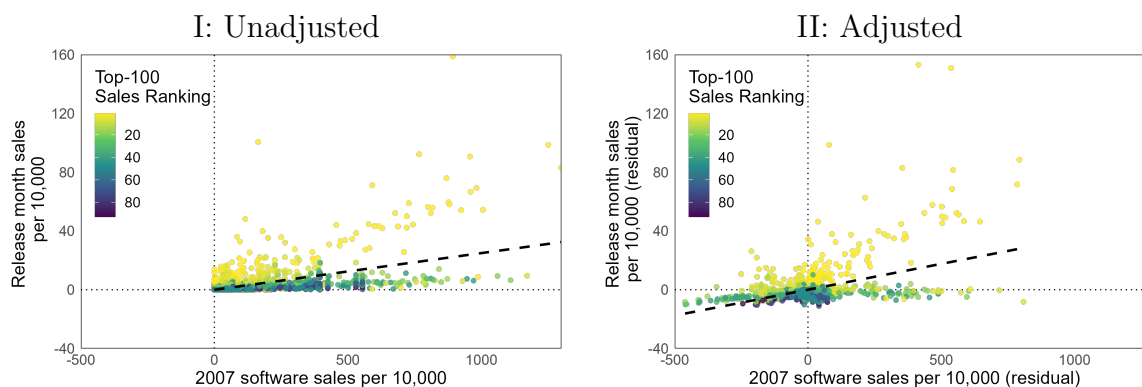 I: Unadjusted
160
120
80
40
0
-40
-500
0
500
1000
Top-100
Sales Ranking
20
40
60
80
Release month sales
per 10,000
2007 software sales per 10,000
II: Adjusted
160
120
80
40
0
-40
-500
0
500
1000
Top-100
Sales Ranking
20
40
60
80
Release month sales
per 10,000 (residual)
2007 software sales per 10,000 (residual)